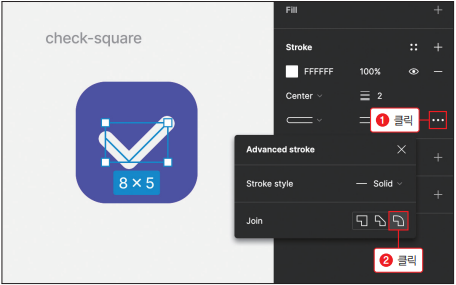 check-square
8 × 5
Fill
Stroke
FFFFFF 100%
Center 2
1 클릭
Advanced stroke
Stroke style Solid
Join
2 클릭